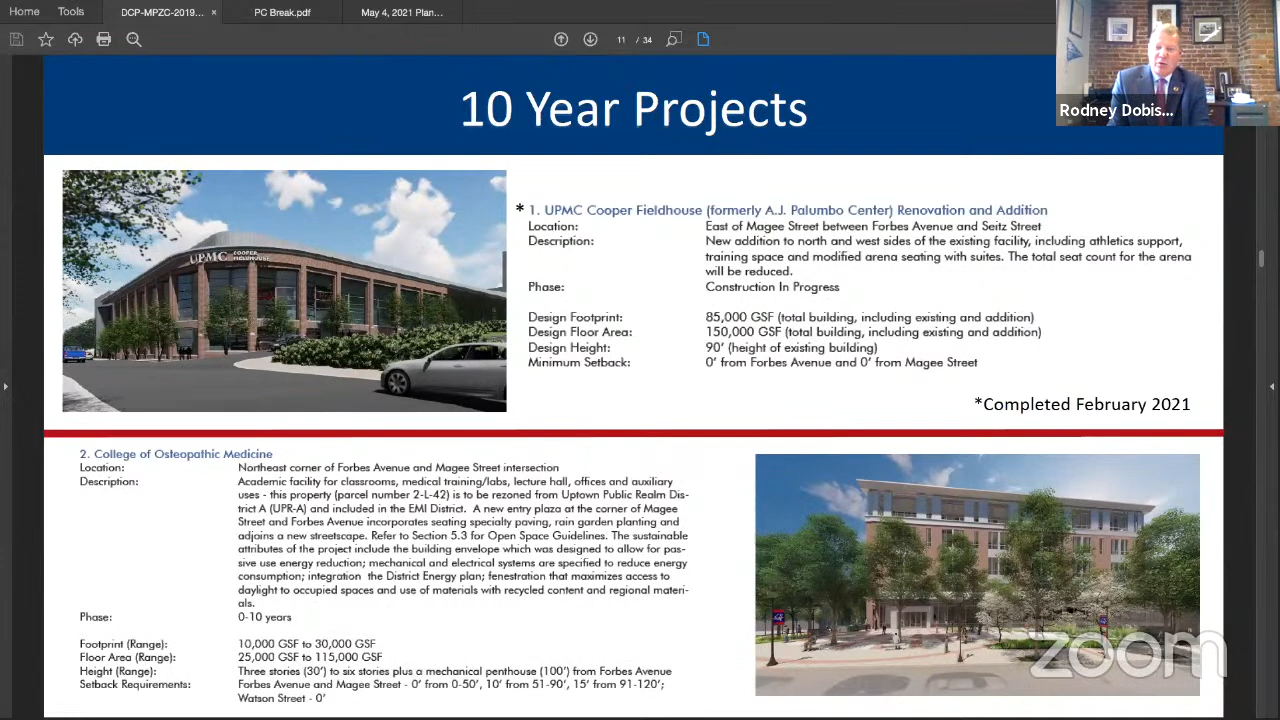 Home Tools DCP-MPZC-2019... × PC Break.pdf May 4, 2021 Plan...
11 / 34
Rodney Dobis...
10 Year Projects
UPMC COOPER FIELDHOUSE
* 1. UPMC Cooper Fieldhouse (formerly A.J. Palumbo Center) Renovation and Addition
Location: East of Magee Street between Forbes Avenue and Seitz Street
Description: New addition to north and west sides of the existing facility, including athletics support,
training space and modified arena seating with suites. The total seat count for the arena
will be reduced.
Phase: Construction In Progress
Design Footprint: 85,000 GSF (total building, including existing and addition)
Design Floor Area: 150,000 GSF (total building, including existing and addition)
Design Height: 90' (height of existing building)
Minimum Setback: 0' from Forbes Avenue and 0' from Magee Street
*Completed February 2021
2. College of Osteopathic Medicine
Location: Northeast corner of Forbes Avenue and Magee Street intersection
Description: Academic facility for classrooms, medical training/labs, lecture hall, offices and auxiliary
uses - this property (parcel number 2-L-42) is to be rezoned from Uptown Public Realm Dis-
trict A (UPR-A) and included in the EMI District. A new entry plaza at the corner of Magee
Street and Forbes Avenue incorporates seating specialty paving, rain garden planting and
adjoins a new streetscape. Refer to Section 5.3 for Open Space Guidelines. The sustainable
attributes of the project include the building envelope which was designed to allow for pas-
sive use energy reduction; mechanical and electrical systems are specified to reduce energy
consumption; integration the District Energy plan; fenestration that maximizes access to
daylight to occupied spaces and use of materials with recycled content and regional materi-
als.
Phase: 0-10 years
Footprint (Range): 10,000 GSF to 30,000 GSF
Floor Area (Range): 25,000 GSF to 115,000 GSF
Height (Range): Three stories (30') to six stories plus a mechanical penthouse (100') from Forbes Avenue
Setback Requirements: Forbes Avenue and Magee Street - 0' from 0-50', 10' from 51-90', 15' from 91-120';
Watson Street - 0'
zoom